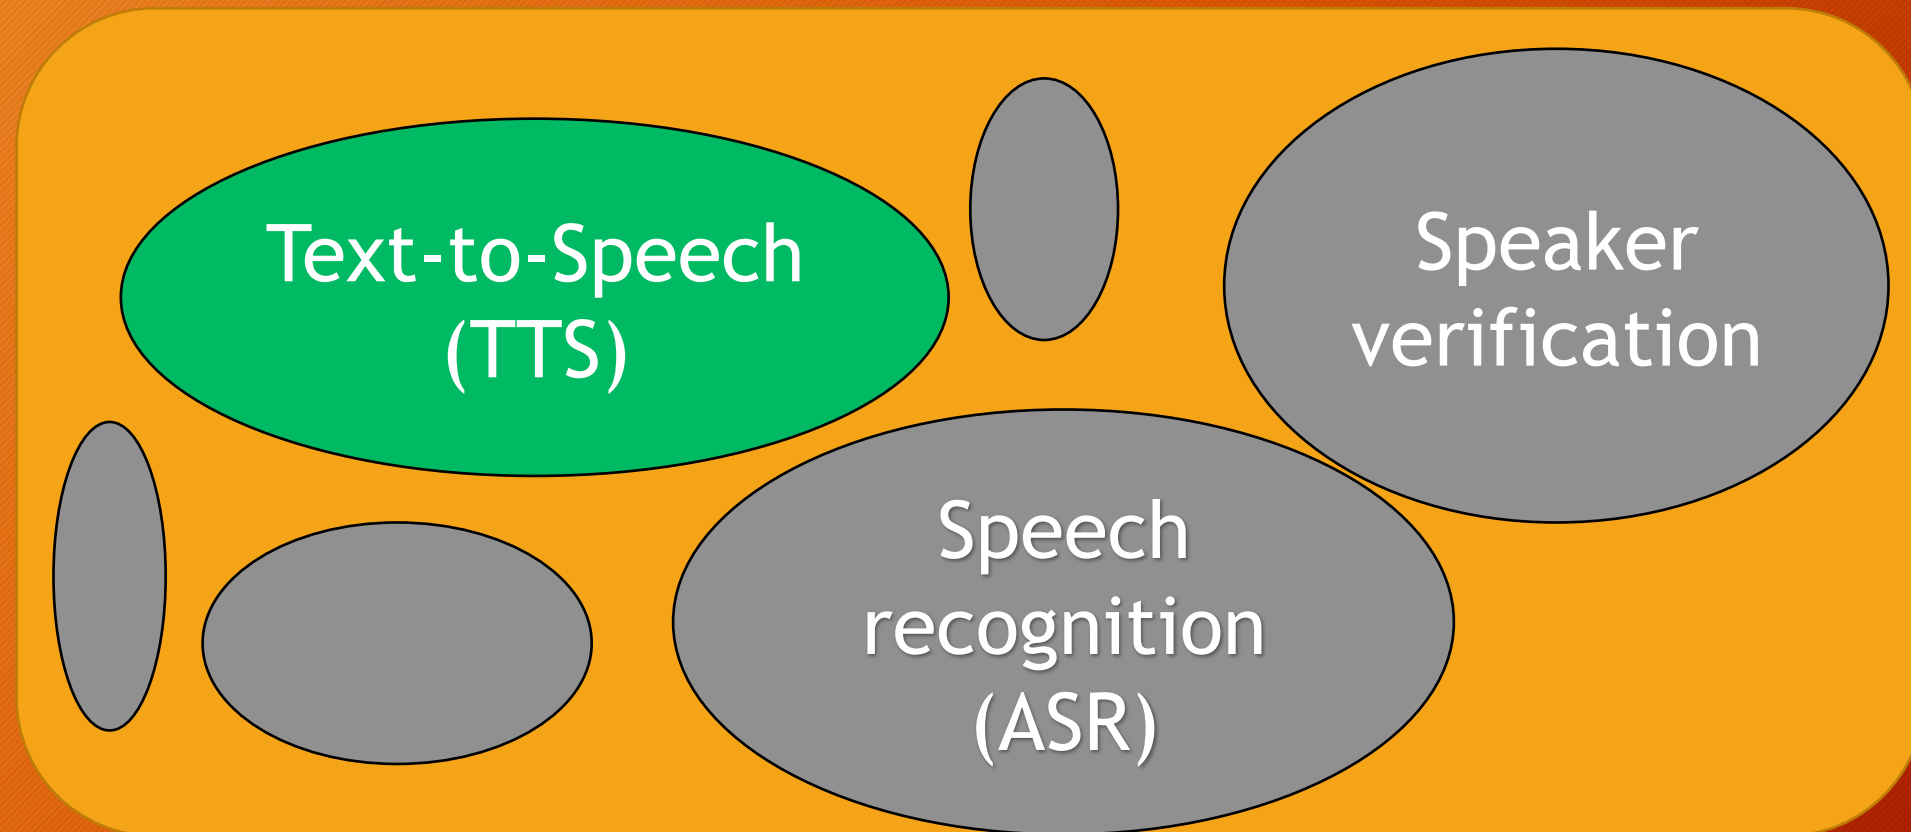 Text-to-Speech
(TTS)
Speaker
verification
Speech
recognition
(ASR)